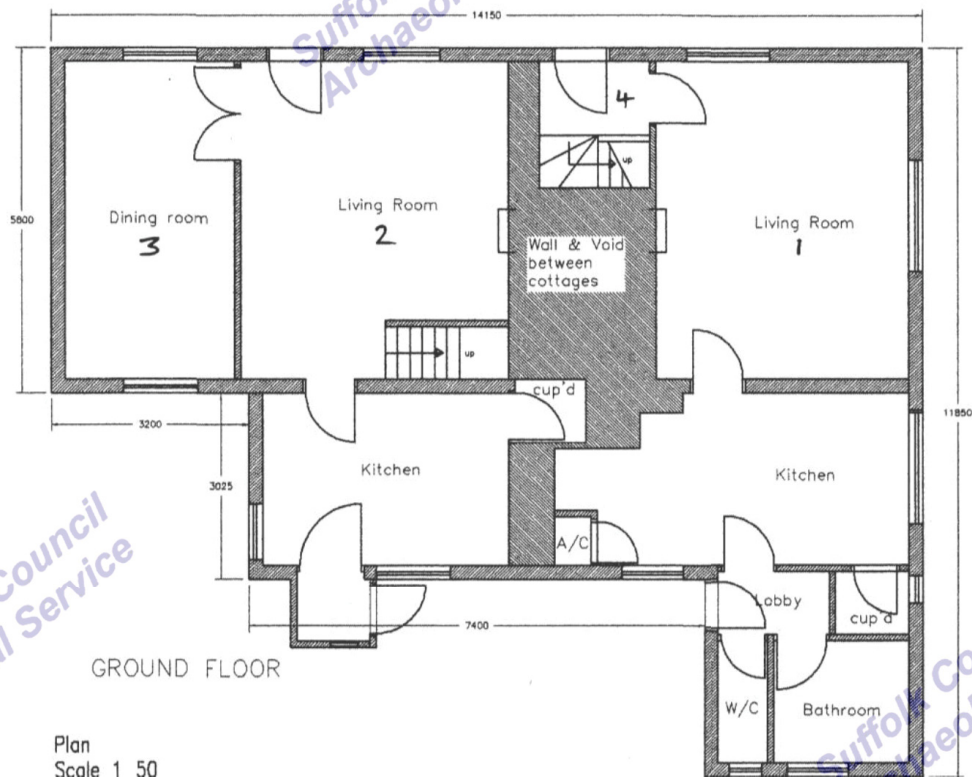 14150
Suffolk
Archaeo
4
up
5800
Dining room
3
Living Room
2
Wall & Void
between
cottages
Living Room
1
up
cup'd
11850
3200
3025
Kitchen
Kitchen
A/C
Council
al Service
Lobby
cup'd
7400
GROUND FLOOR
W/C
Bathroom
Suffolk Co
Archaeol
Plan
Scale 1 50